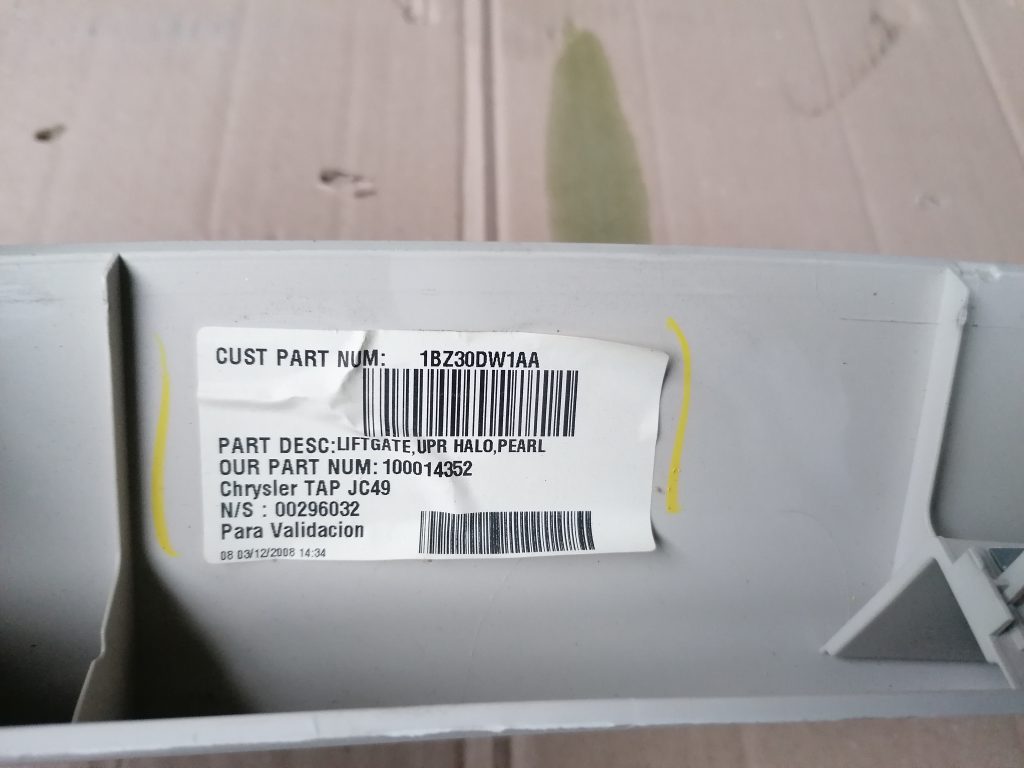 CUST PART NUM: 1BZ30DW1AA
PART DESC:LIFTGATE,UPR HALO,PEARL
OUR PART NUM:100014352
Chrysler TAP JC49
N/S : 00296032
Para Validacion
08 03/12/2008 14:34